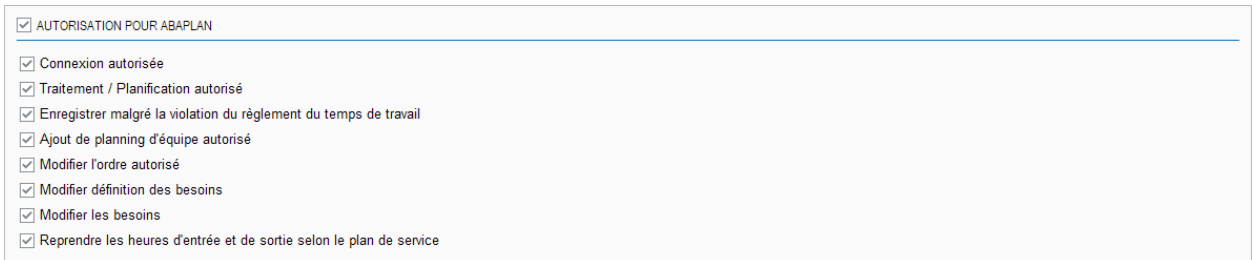 AUTORISATION POUR ABAPLAN
Connexion autorisée
Traitement / Planification autorisé
Enregistrer malgré la violation du règlement du temps de travail
Ajout de planning d'équipe autorisé
Modifier l'ordre autorisé
Modifier définition des besoins
Modifier les besoins
Reprendre les heures d'entrée et de sortie selon le plan de service